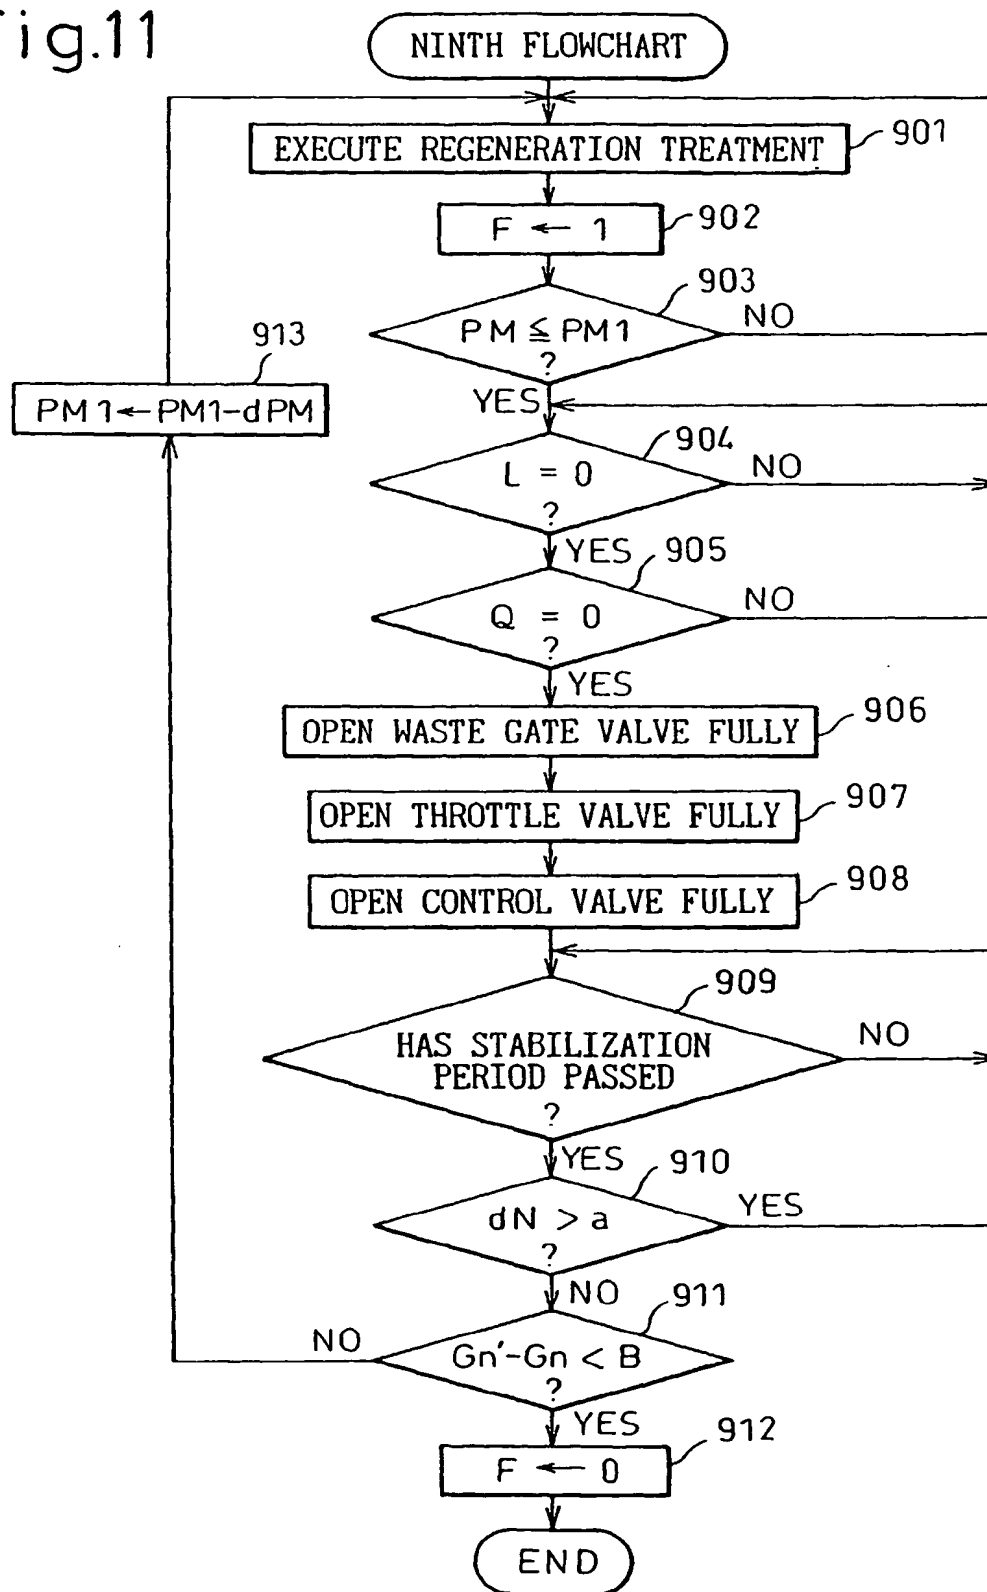 Fig.11
NINTH FLOWCHART
EXECUTE REGENERATION TREATMENT
901
F ← 1
902
903
PM ≦ PM1
?
NO
YES
913
PM1←PM1-dPM
904
L = 0
?
NO
YES
905
Q = 0
?
NO
YES
OPEN WASTE GATE VALVE FULLY
906
OPEN THROTTLE VALVE FULLY
907
OPEN CONTROL VALVE FULLY
908
909
HAS STABILIZATION
PERIOD PASSED
?
NO
YES
910
dN > a
?
YES
NO
911
Gn'-Gn < B
?
NO
YES
912
F ← 0
END